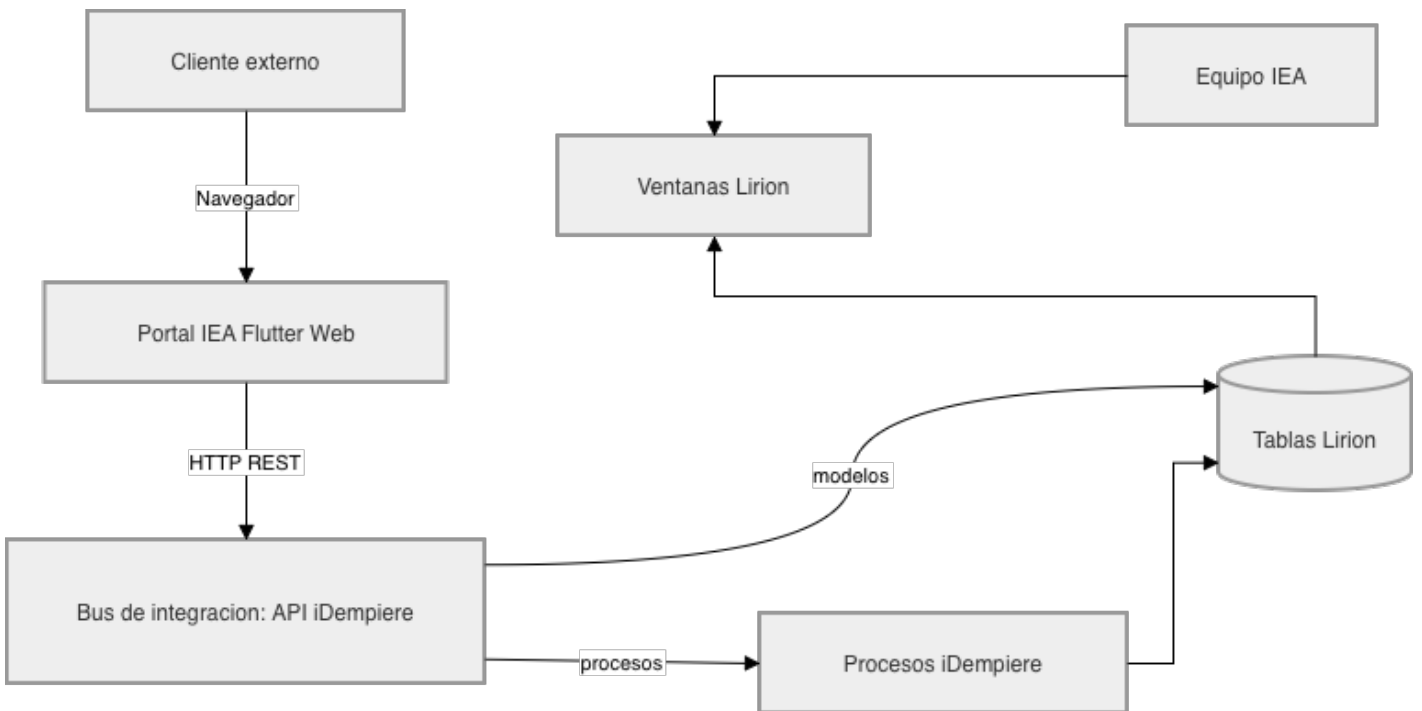 Cliente externo
Equipo IEA
Ventanas Lirion
Navegador
Portal IEA Flutter Web
HTTP REST
modelos
Tablas Lirion
Bus de integracion: API iDempiere
procesos
Procesos iDempiere